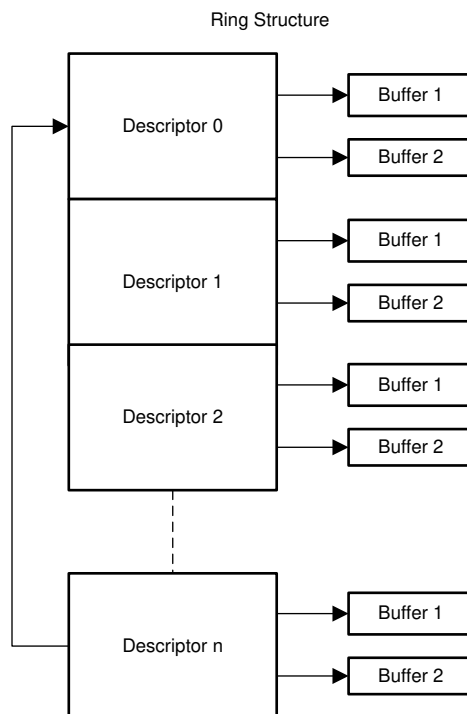 Ring Structure
Descriptor 0
Buffer 1
Buffer 2
Descriptor 1
Buffer 1
Buffer 2
Descriptor 2
Buffer 1
Buffer 2
Descriptor n
Buffer 1
Buffer 2